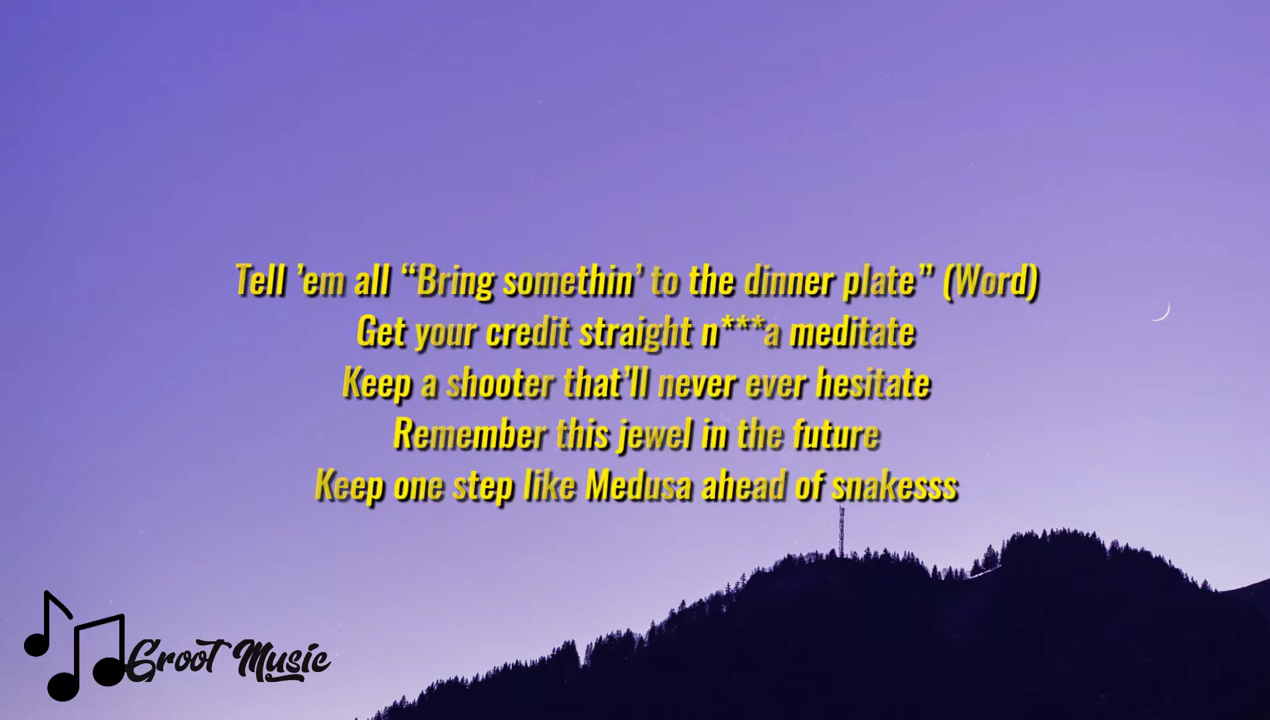 Tell ’em all “Bring somethin’ to the dinner plate” (Word)
Get your credit straight n***a meditate
Keep a shooter that’ll never ever hesitate
Remember this jewel in the future
Keep one step like Medusa ahead of snakesss
Groot Music